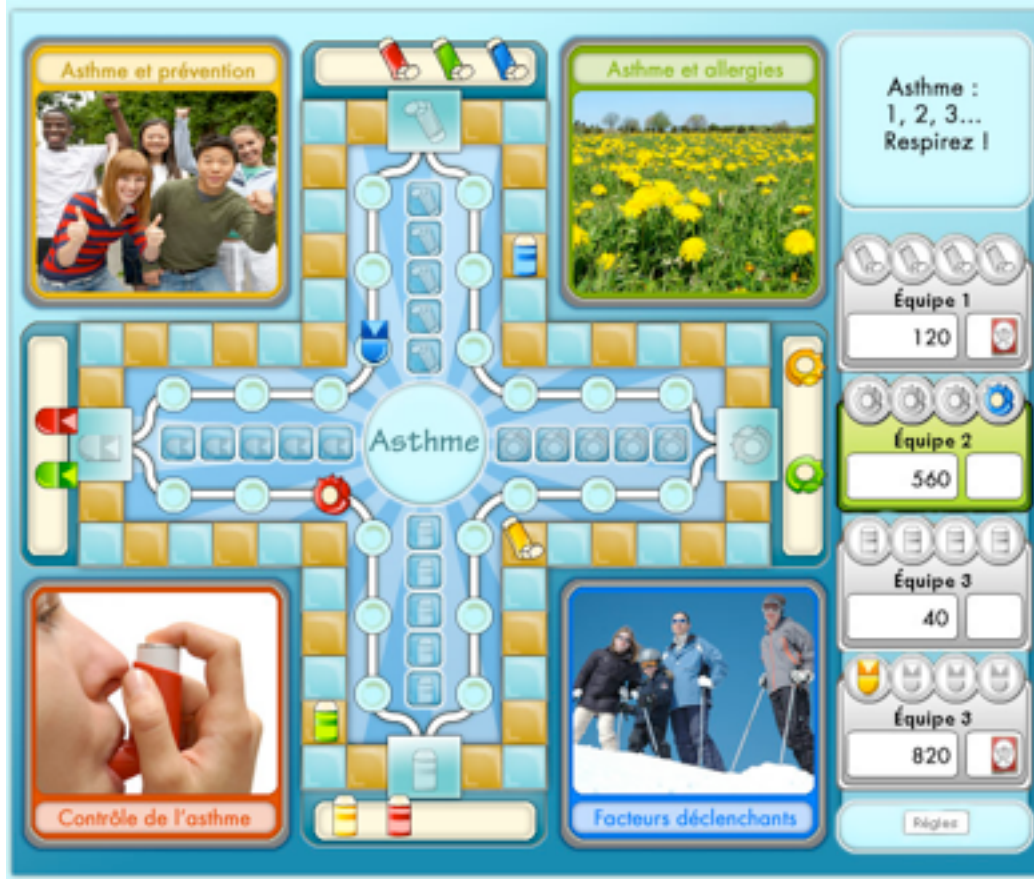 Asthme et prévention
Asthme et allergies
Asthme :
1, 2, 3...
Respirez !
Équipe 1
120
Équipe 2
560
Asthme
Équipe 3
40
Équipe 3
820
Contrôle de l'asthme
Facteurs déclenchants
Règles